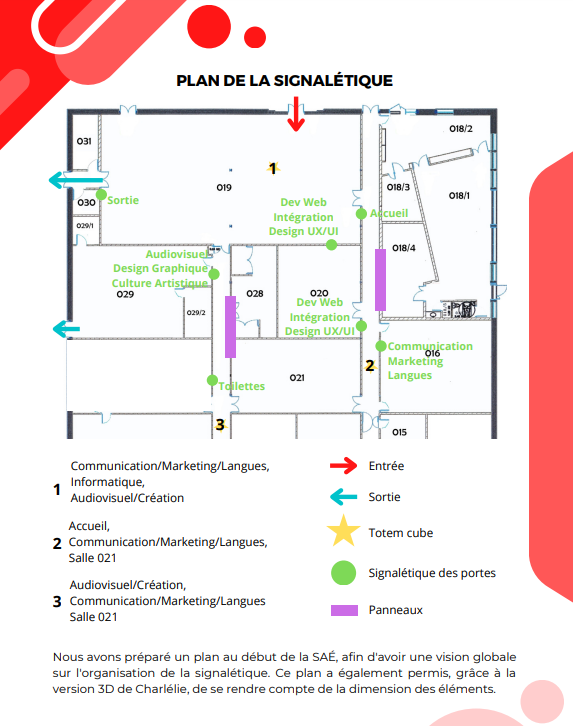 PLAN DE LA SIGNALÉTIQUE
O31
O30
O29/1
Sortie
O19
1
Dev Web
Intégration
Design UX/UI
Accueil
O18/2
O18/3
O18/1
O18/4
Audiovisuel
Design Graphique
Culture Artistique
O29
O29/2
O28
O20
Dev Web
Intégration
Design UX/UI
Communication
Marketing
Langues
O16
2
Toilettes
O21
3
O15
1
Communication/Marketing/Langues,
Informatique,
Audiovisuel/Création
2
Accueil,
Communication/Marketing/Langues,
Salle 021
3
Audiovisuel/Création,
Communication/Marketing/Langues
Salle 021
Entrée
Sortie
Totem cube
Signalétique des portes
Panneaux
Nous avons préparé un plan au début de la SAÉ, afin d'avoir une vision globale
sur l'organisation de la signalétique. Ce plan a également permis, grâce à la
version 3D de Charlélie, de se rendre compte de la dimension des éléments.